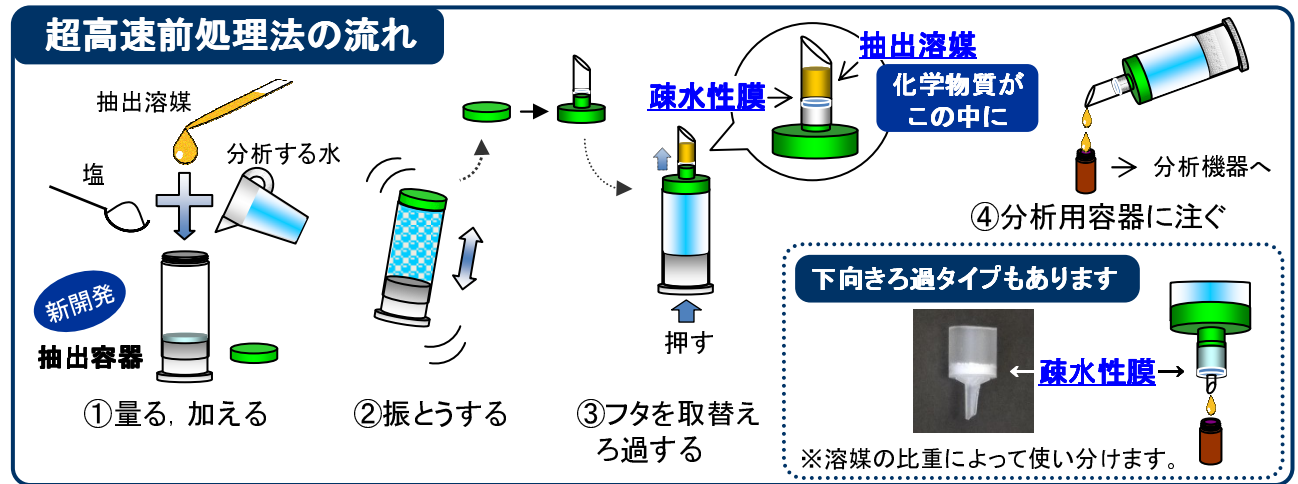 超高速前処理法の流れ
抽出溶媒
塩
分析する水
新開発
抽出容器
①量る，加える
②振とうする
疎水性膜
抽出溶媒
化学物質が
この中に
押す
③フタを取替え
ろ過する
分析機器へ
④分析用容器に注ぐ
下向きろ過タイプもあります
疎水性膜
※溶媒の比重によって使い分けます。